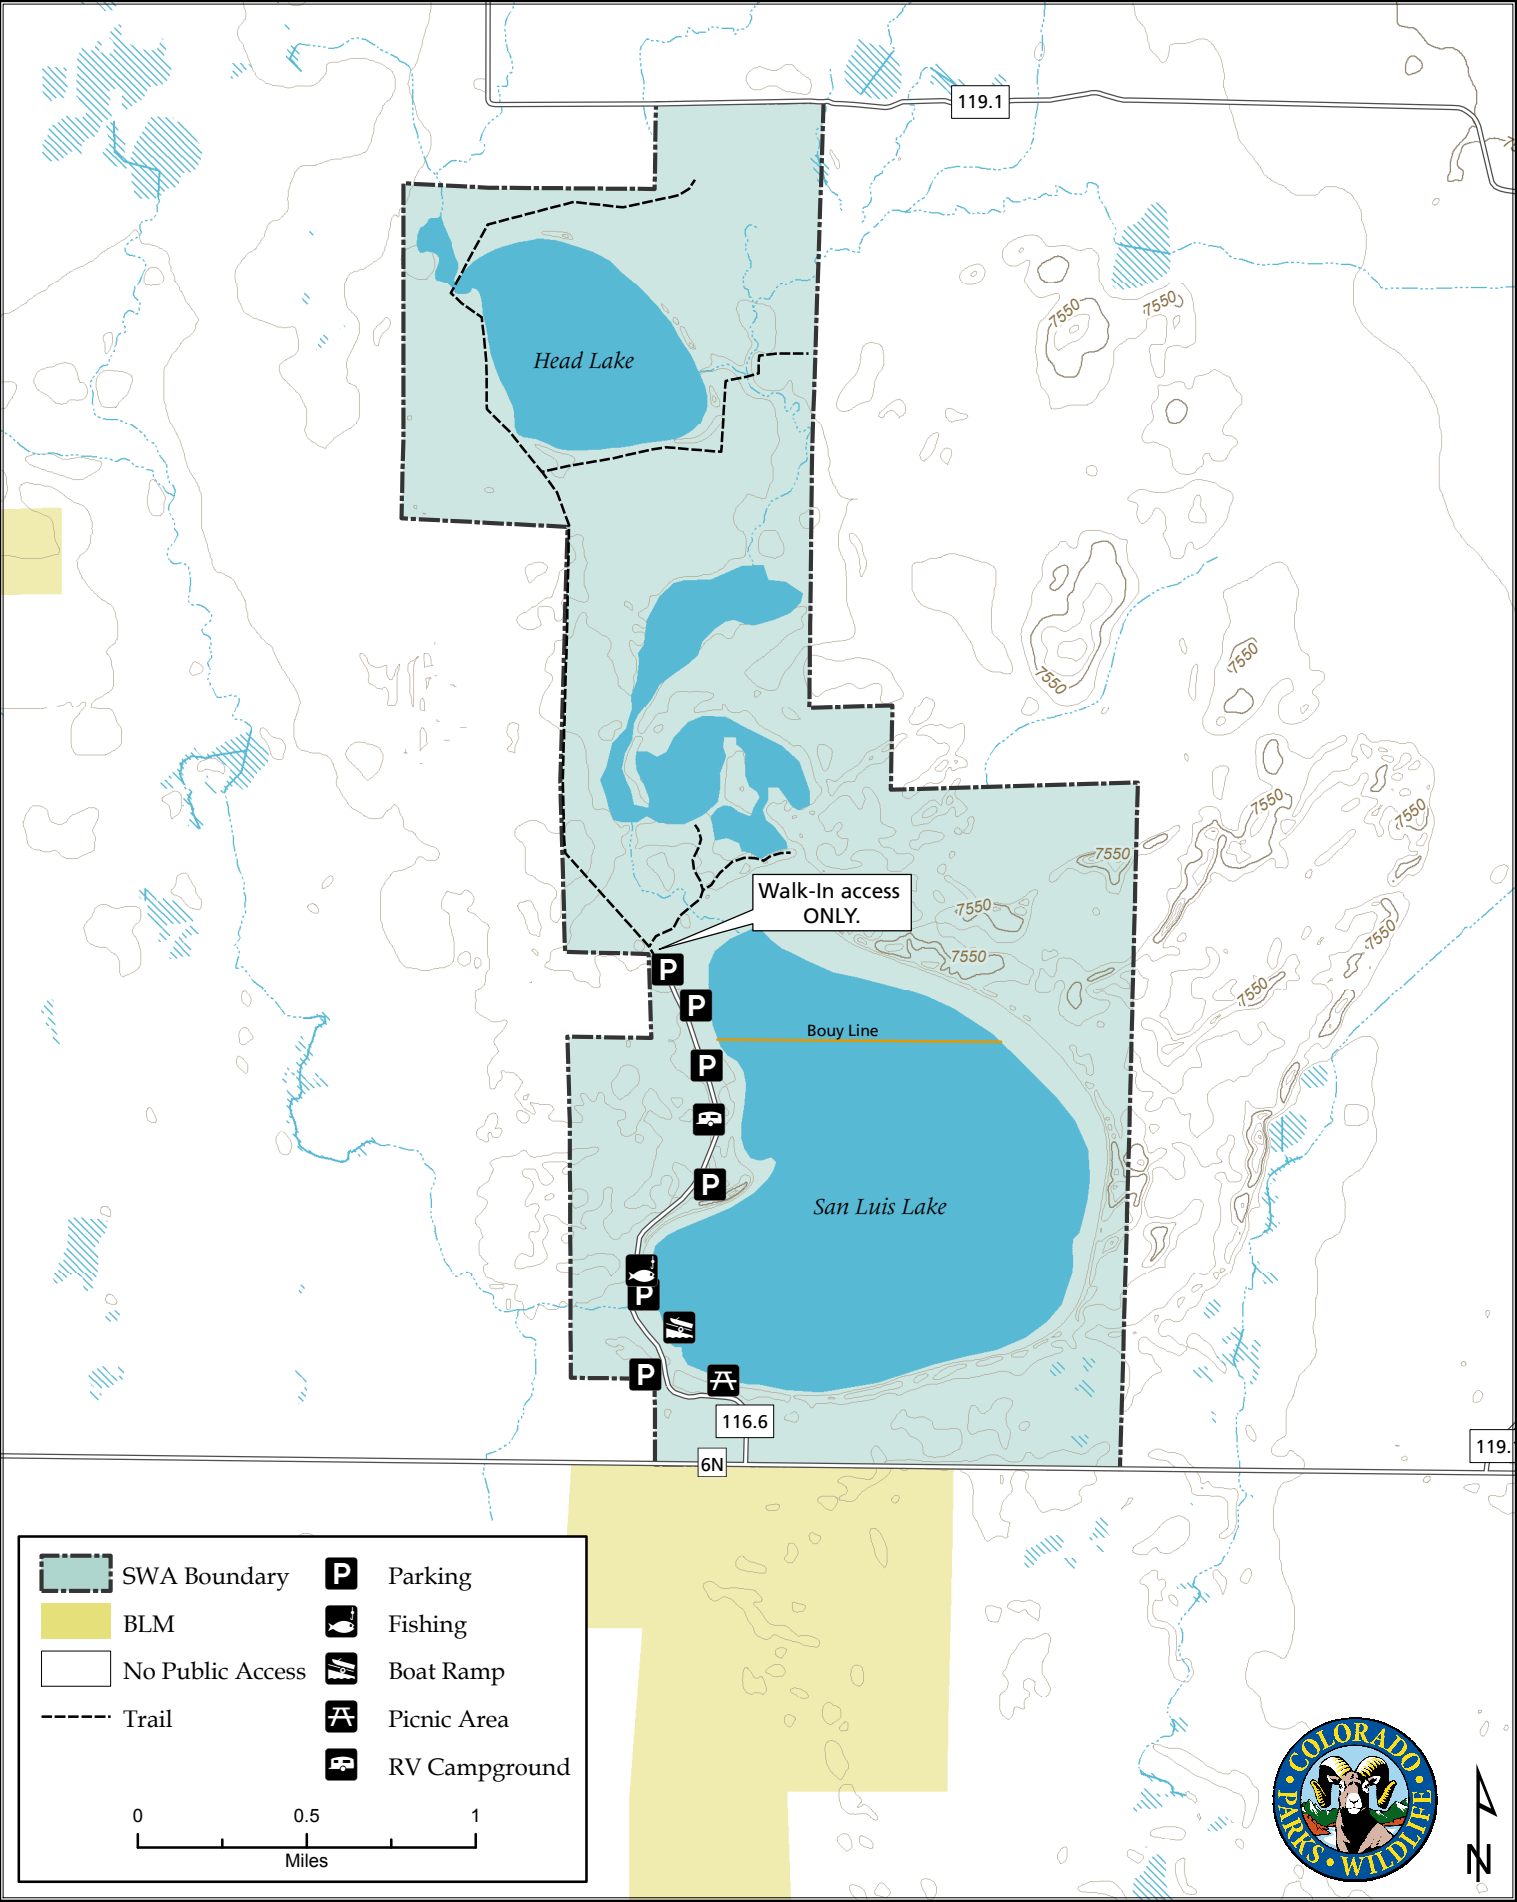 119.1
Head Lake
7550
7550
7550
7550
7550
7550
7550
Walk-In access
ONLY.
7550
7550
7550
7550
P
P
Bouy Line
P
P
San Luis Lake
P
P
116.6
6N
119.
SWA Boundary
P
Parking
BLM
Fishing
No Public Access
Boat Ramp
Trail
Picnic Area
RV Campground
0
0.5
1
Miles
COLORADO
PARKS • WILDLIFE
N